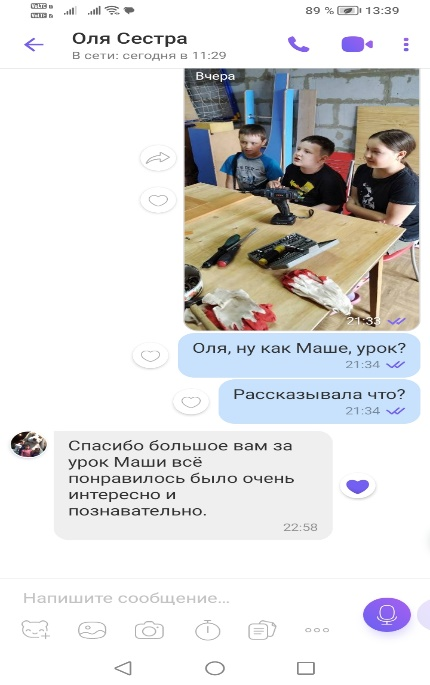 89 %
13:39
Оля Сестра
В сети: сегодня в 11:29
Вчера
21:33
Оля, ну как Маше, урок?
21:34
Рассказывала что?
21:34
Спасибо большое вам за
урок Маши всё
понравилось было очень
интересно и
познавательно.
22:58
Напишите сообщение...